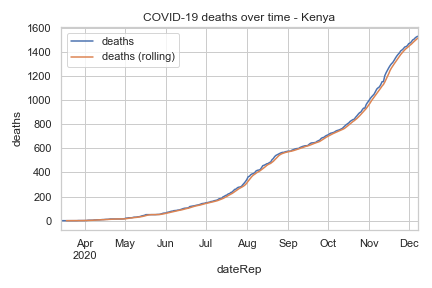 COVID-19 deaths over time - Kenya
deaths
deaths (rolling)
1600
1400
1200
1000
800
600
400
200
0
deaths
Apr May Jun Jul Aug Sep Oct Nov Dec
2020
dateRep